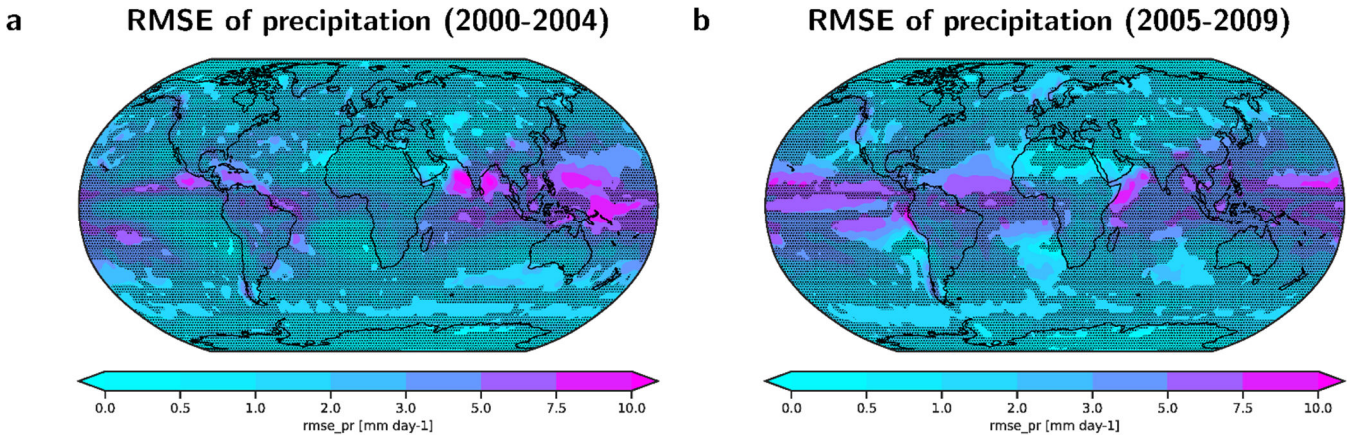 a
RMSE of precipitation (2000-2004)
0.0 0.5 1.0 2.0 3.0 5.0 7.5 10.0
rmse_pr [mm day-1]
b
RMSE of precipitation (2005-2009)
0.0 0.5 1.0 2.0 3.0 5.0 7.5 10.0
rmse_pr [mm day-1]